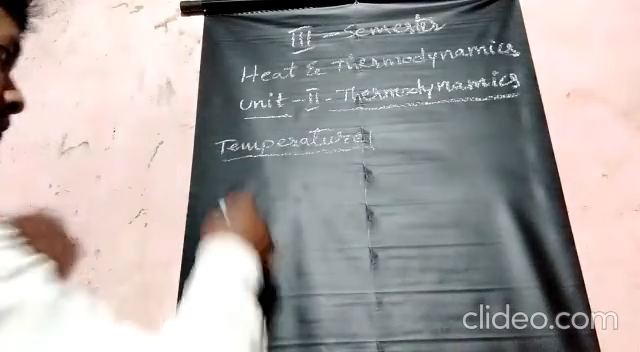 III - Semester
Heat & Thermodynamics
Unit - II - Thermodynamics
Temperature
clideo.com